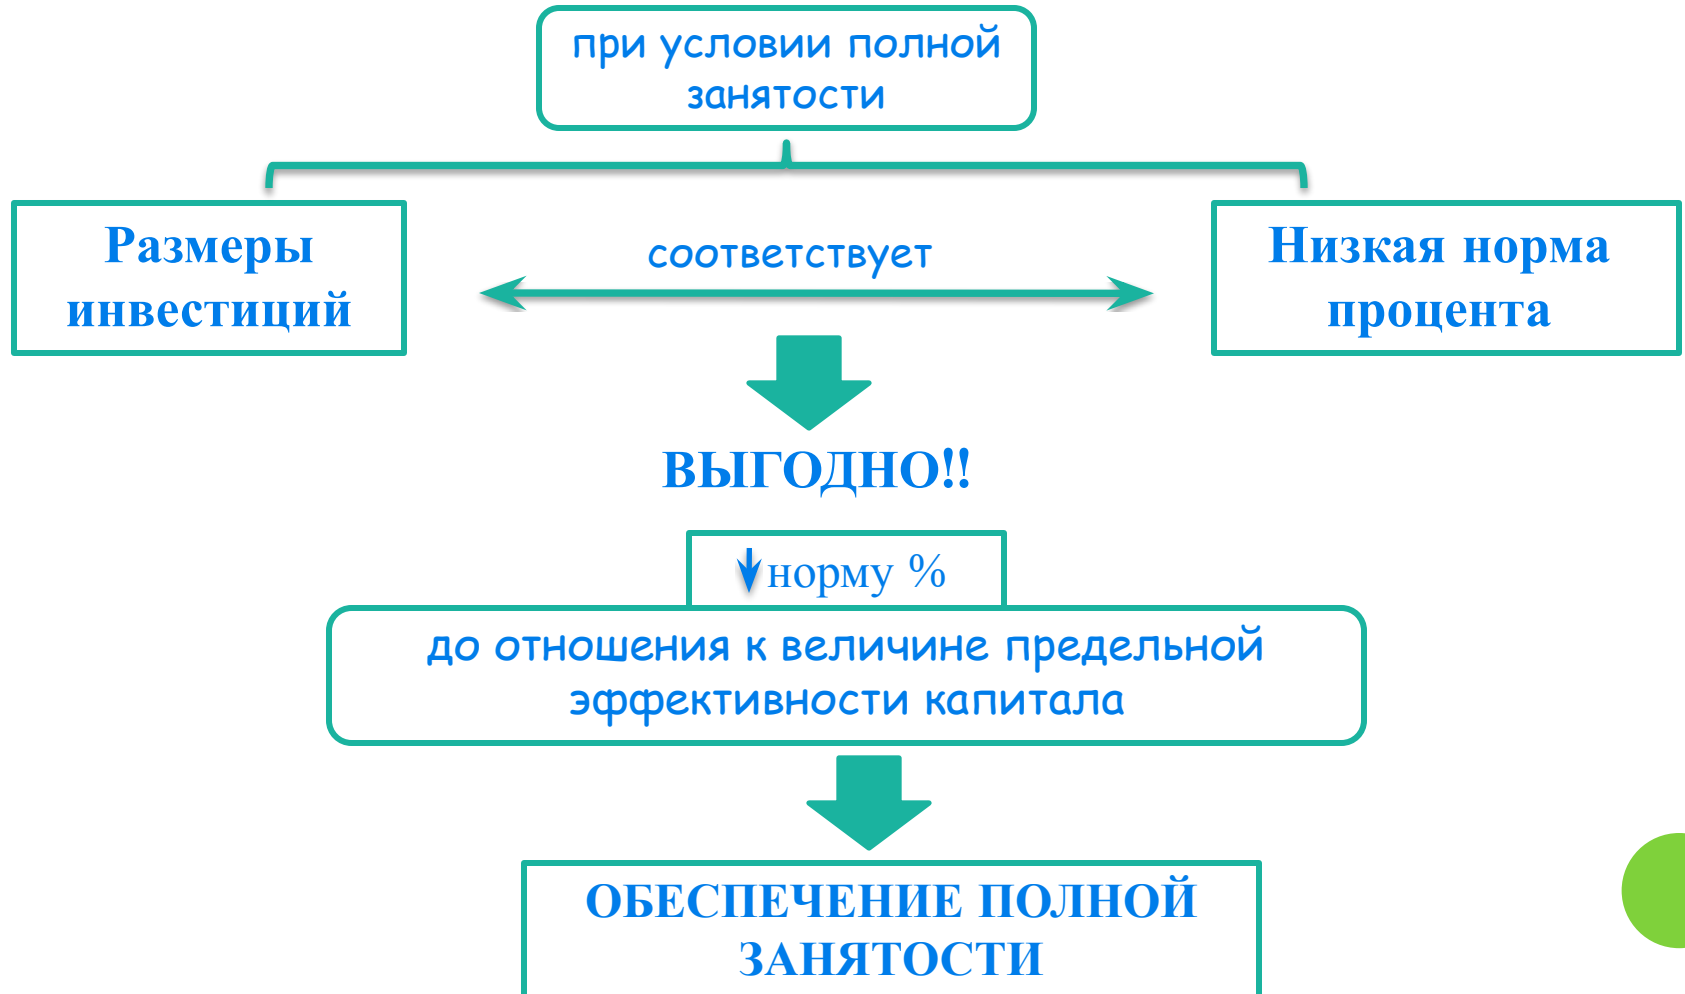 при условии полной
занятости
Размеры
инвестиций
соответствует
Низкая норма
процента
ВЫГОДНО!!
норму %
до отношения к величине предельной
эффективности капитала
ОБЕСПЕЧЕНИЕ ПОЛНОЙ
ЗАНЯТОСТИ